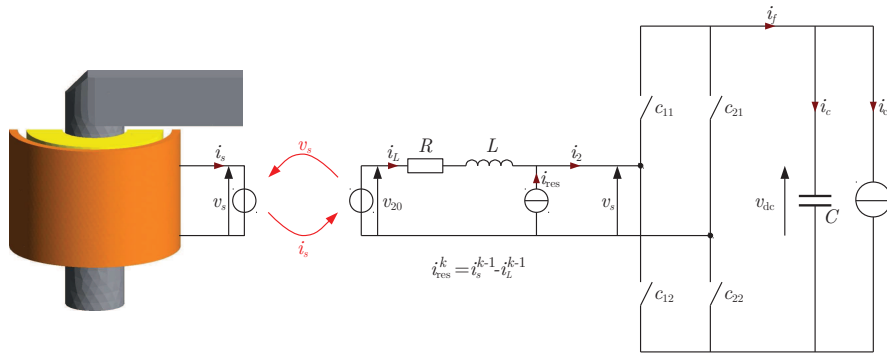 i_f
c_11
c_21
i_c
i_s
v_s
i_L
R
L
i_2
v_s
v_20
i_res
v_s
v_dc
C
i_s
i_res^k = i_s^{k-1} - i_L^{k-1}
c_12
c_22